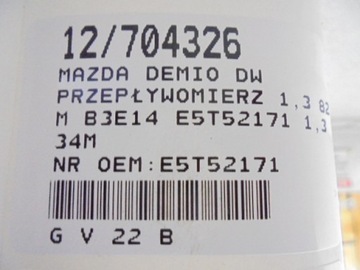 12/704326
MAZDA DEMIO DW
PRZEPŁYWOMIERZ 1,3 B2
M B3E14 E5T52171 1,3
34M
NR OEM:E5T52171
G V 22 B